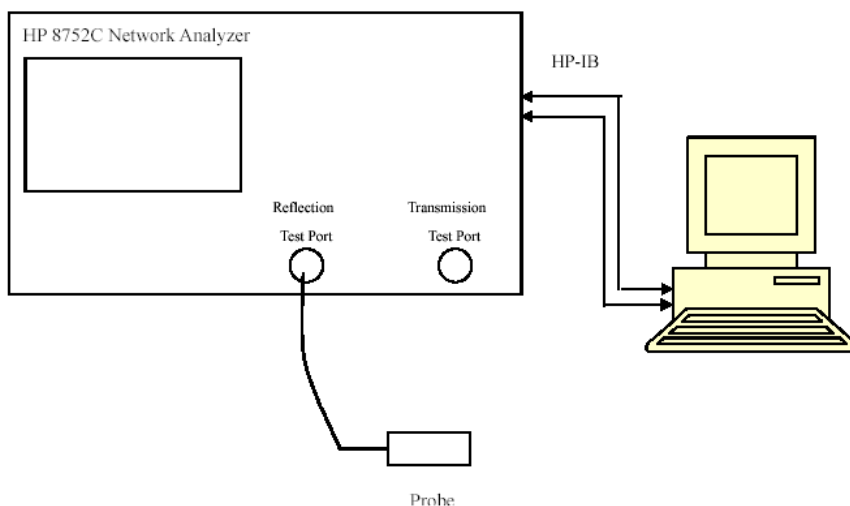 HP 8752C Network Analyzer
HP-IB
Reflection
Test Port
Transmission
Test Port
Probe